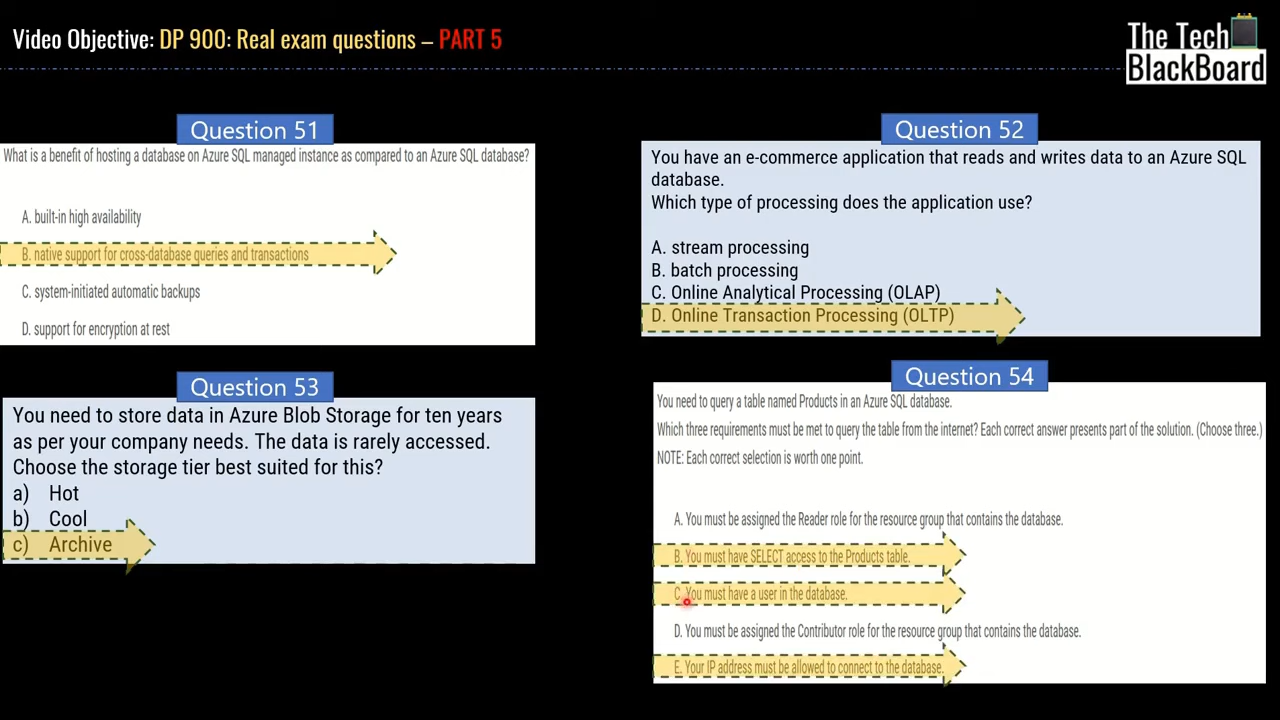 Video Objective: DP 900: Real exam questions – PART 5
The Tech
BlackBoard
Question 51
What is a benefit of hosting a database on Azure SQL managed instance as compared to an Azure SQL database?
A. built-in high availability
B. native support for cross-database queries and transactions
C. system-initiated automatic backups
D. support for encryption at rest
Question 52
You have an e-commerce application that reads and writes data to an Azure SQL
database.
Which type of processing does the application use?
A. stream processing
B. batch processing
C. Online Analytical Processing (OLAP)
D. Online Transaction Processing (OLTP)
Question 53
You need to store data in Azure Blob Storage for ten years
as per your company needs. The data is rarely accessed.
Choose the storage tier best suited for this?
a) Hot
b) Cool
c) Archive
Question 54
You need to query a table named Products in an Azure SQL database.
Which three requirements must be met to query the table from the internet? Each correct answer presents part of the solution. (Choose three.)
NOTE: Each correct selection is worth one point.
A. You must be assigned the Reader role for the resource group that contains the database.
B. You must have SELECT access to the Products table.
C. You must have a user in the database.
D. You must be assigned the Contributor role for the resource group that contains the database.
E. Your IP address must be allowed to connect to the database.